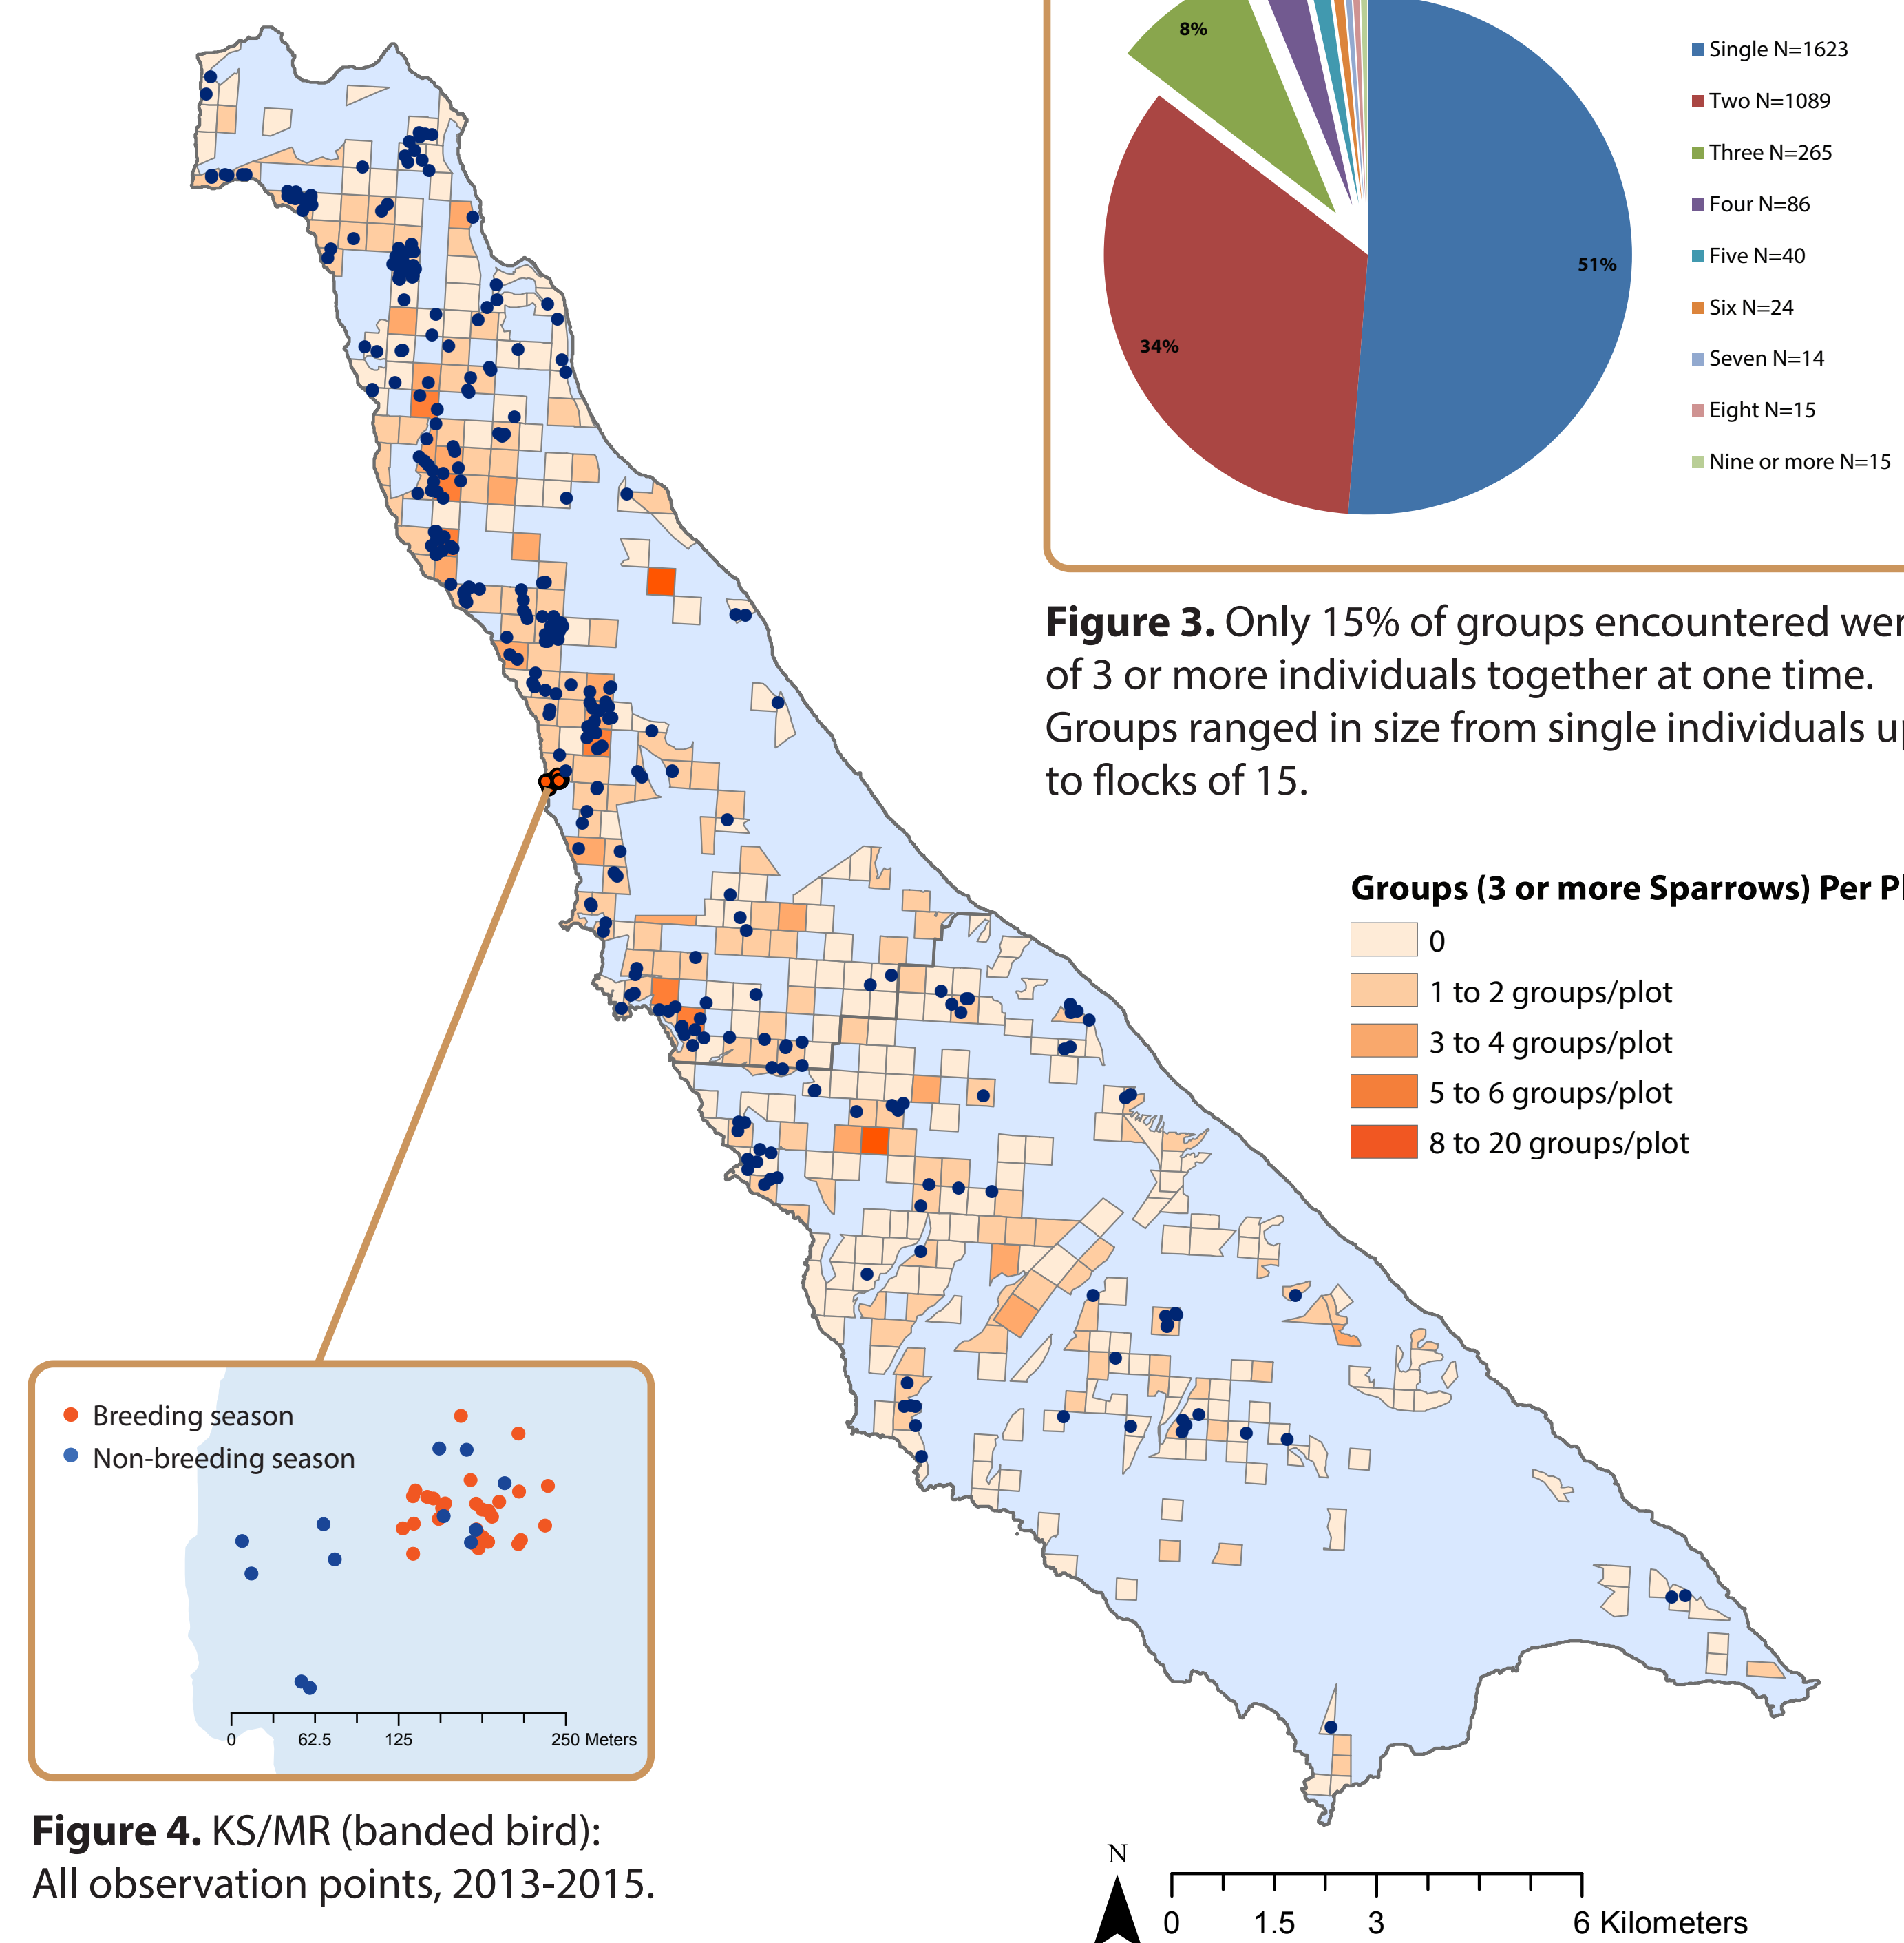 8%
51%
34%
Single N=1623
Two N=1089
Three N=265
Four N=86
Five N=40
Six N=24
Seven N=14
Eight N=15
Nine or more N=15
Figure 3. Only 15% of groups encountered wer
of 3 or more individuals together at one time.
Groups ranged in size from single individuals up
to flocks of 15.
Groups (3 or more Sparrows) Per Pl
0
1 to 2 groups/plot
3 to 4 groups/plot
5 to 6 groups/plot
8 to 20 groups/plot
Breeding season
Non-breeding season
0 62.5 125 250 Meters
Figure 4. KS/MR (banded bird):
All observation points, 2013-2015.
N
0 1.5 3 6 Kilometers